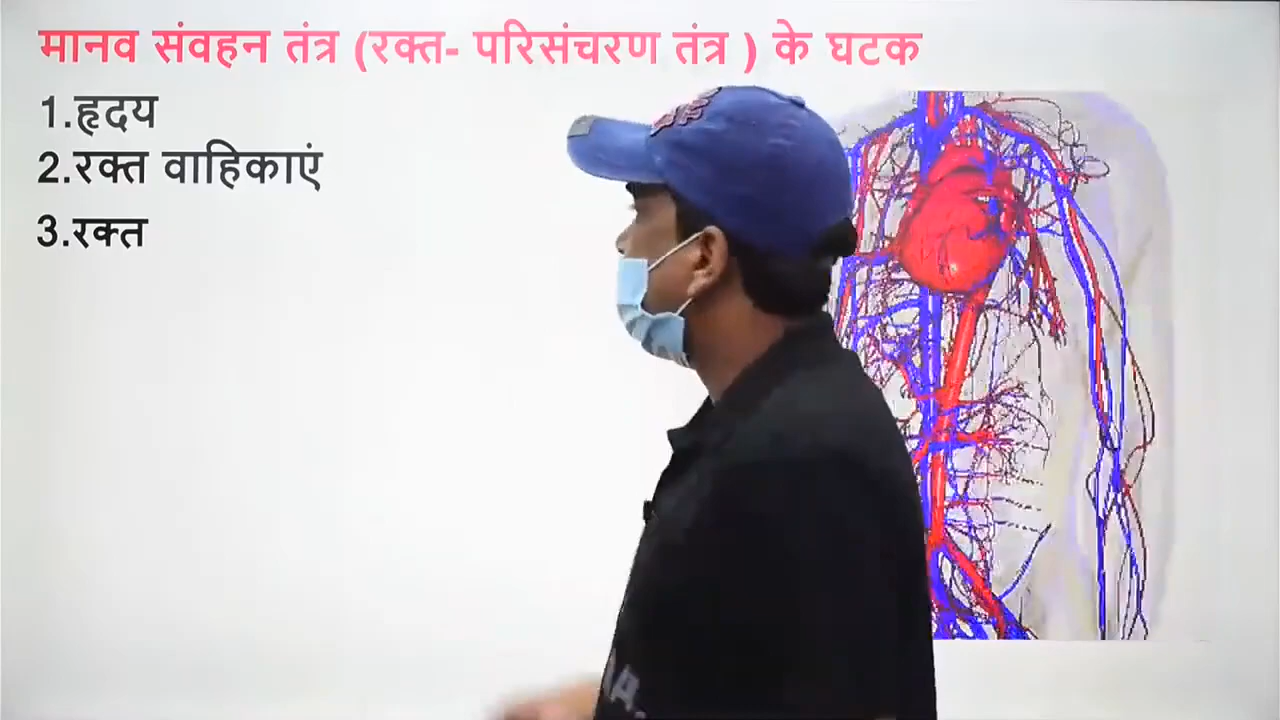 मानव संवहन तंत्र (रक्त- परिसंचरण तंत्र ) के घटक
1.हृदय
2.रक्त वाहिकाएं
3.रक्त